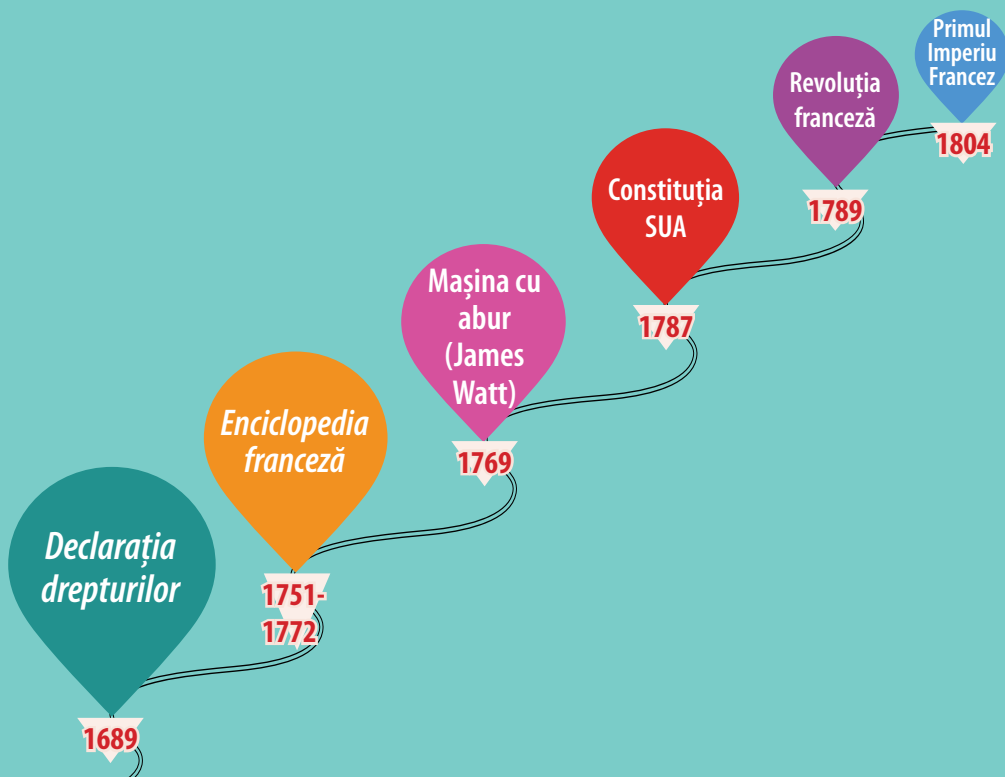 Primul
Imperiu
Francez
1804
Revoluția
franceză
1789
Constituția
SUA
1787
Mașina cu
abur
(James
Watt)
1769
Enciclopedia
franceză
1751-
1772
Declarația
drepturilor
1689